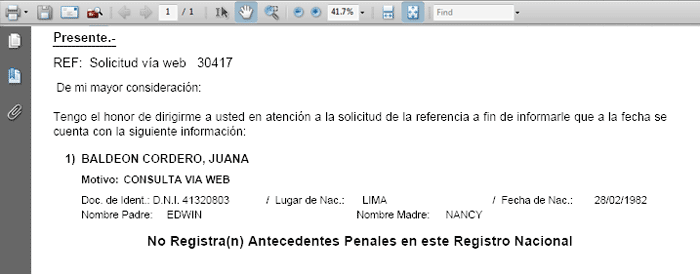 1 / 1 41.7% Find
Presente.-
REF: Solicitud vía web 30417
De mi mayor consideración:
Tengo el honor de dirigirme a usted en atención a la solicitud de la referencia a fin de informarle que a la fecha se
cuenta con la siguiente información:
1) BALDEON CORDERO, JUANA
Motivo: CONSULTA VIA WEB
Doc. de Ident.: D.N.I. 41320803 / Lugar de Nac.: LIMA / Fecha de Nac.: 28/02/1982
Nombre Padre: EDWIN Nombre Madre: NANCY
No Registra(n) Antecedentes Penales en este Registro Nacional